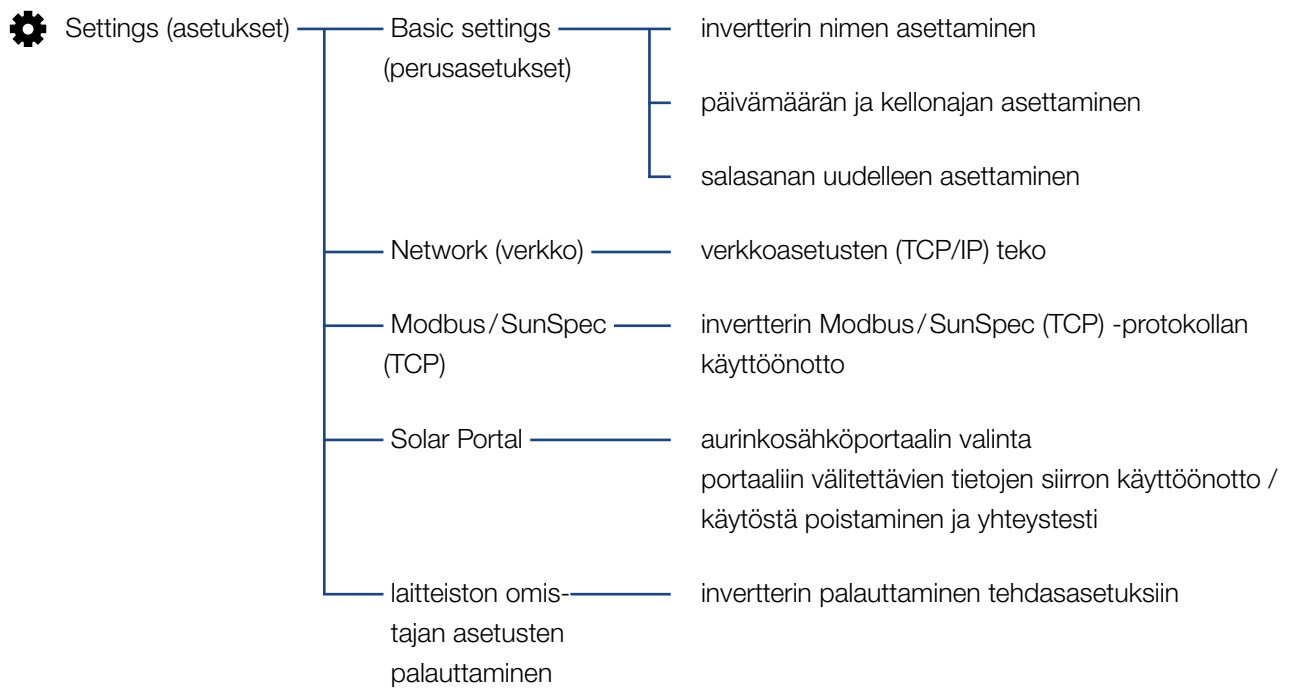 Settings (asetukset)
Basic settings
(perusasetukset)
invertterin nimen asettaminen
päivämäärän ja kellonajan asettaminen
salasanan uudelleen asettaminen
Network (verkko)
verkkoasetusten (TCP/IP) teko
Modbus/SunSpec
(TCP)
invertterin Modbus/SunSpec (TCP) -protokollan
käyttöönotto
Solar Portal
aurinkosähköportaalin valinta
portaaliin välitettävien tietojen siirron käyttöönotto /
käytöstä poistaminen ja yhteystesti
laitteiston omis-
tajan asetusten
palauttaminen
invertterin palauttaminen tehdasasetuksiin